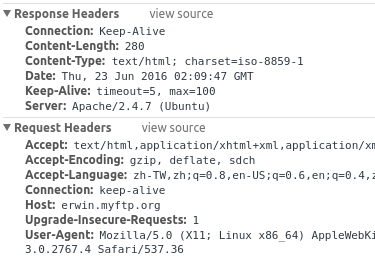 Response Headers view source
Connection: Keep-Alive
Content-Length: 280
Content-Type: text/html; charset=iso-8859-1
Date: Thu, 23 Jun 2016 02:09:47 GMT
Keep-Alive: timeout=5, max=100
Server: Apache/2.4.7 (Ubuntu)
Request Headers view source
Accept: text/html,application/xhtml+xml,application/xm
Accept-Encoding: gzip, deflate, sdch
Accept-Language: zh-TW,zh;q=0.8,en-US;q=0.6,en;q=0.4,z
Connection: keep-alive
Host: erwin.myftp.org
Upgrade-Insecure-Requests: 1
User-Agent: Mozilla/5.0 (X11; Linux x86_64) AppleWebKi
3.0.2767.4 Safari/537.36